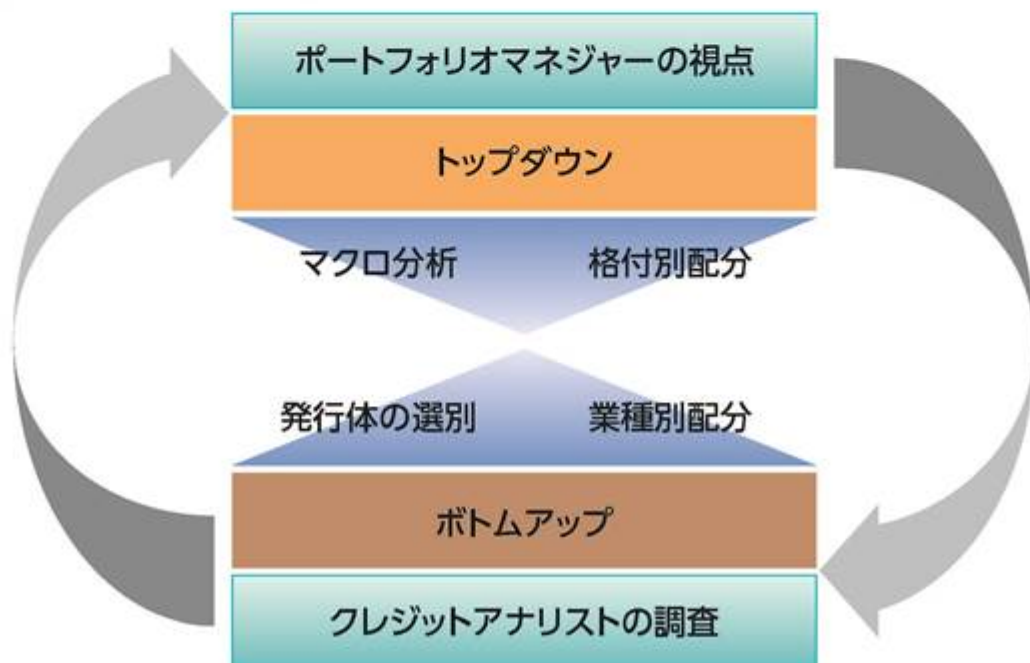 ポートフォリオマネジャーの視点
トップダウン
マクロ分析
格付別配分
発行体の選別
業種別配分
ボトムアップ
クレジットアナリストの調査